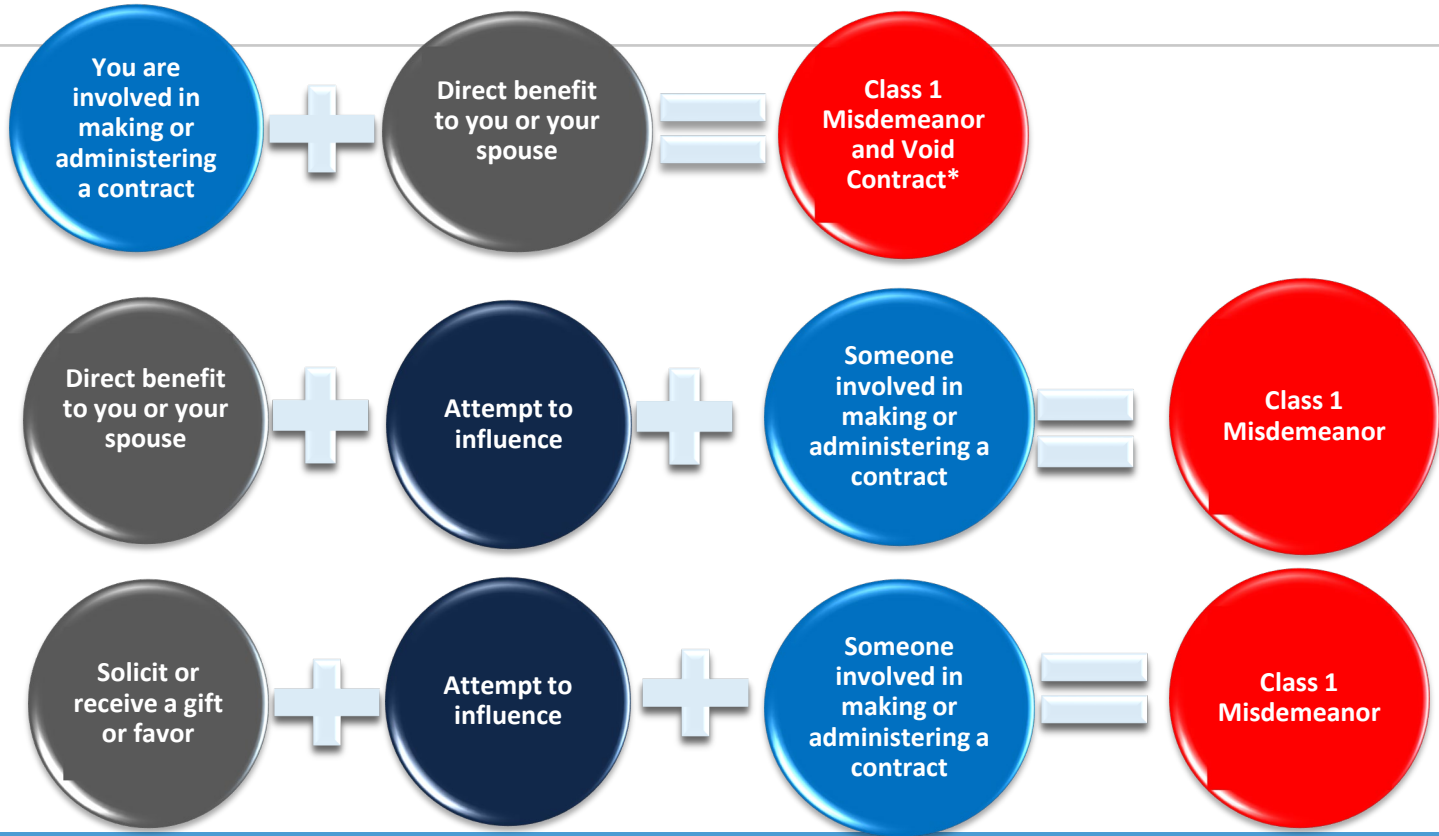 You are
involved in
making or
administering
a contract
Direct benefit
to you or your
spouse
Class 1
Misdemeanor
and Void
Contract*
Direct benefit
to you or your
spouse
Attempt to
influence
Someone
involved in
making or
administering a
contract
Class 1
Misdemeanor
Solicit or
receive a gift
or favor
Attempt to
influence
Someone
involved in
making or
administering a
contract
Class 1
Misdemeanor